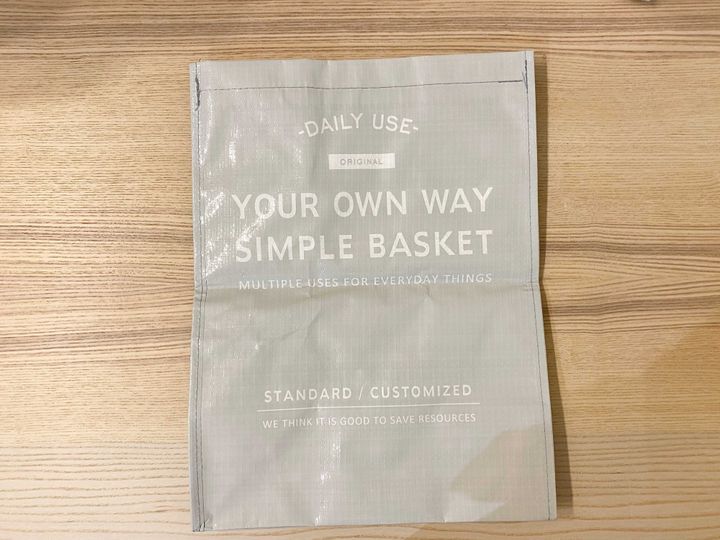 -DAILY USE-
ORIGINAL
YOUR OWN WAY
SIMPLE BASKET
MULTIPLE USES FOR EVERYDAY THINGS
STANDARD / CUSTOMIZED
WE THINK IT IS GOOD TO SAVE RESOURCES